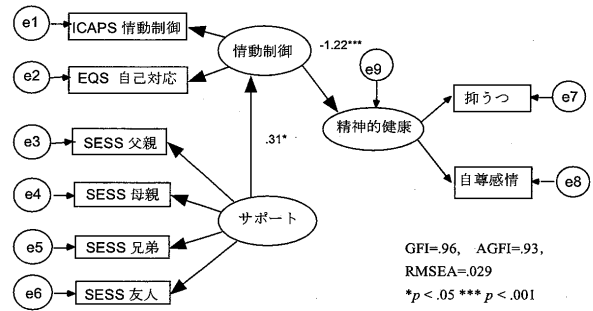 e1
ICAPS 情動制御
e2
EQS 自己対応
情動制御
-1.22***
e9
抑うつ
e7
精神的健康
e3
SESS 父親
.31*
e4
SESS 母親
自尊感情
e8
サポート
e5
SESS 兄弟
e6
SESS 友人
GFI=.96, AGFI=.93,
RMSEA=.029
*p < .05 *** p < .001